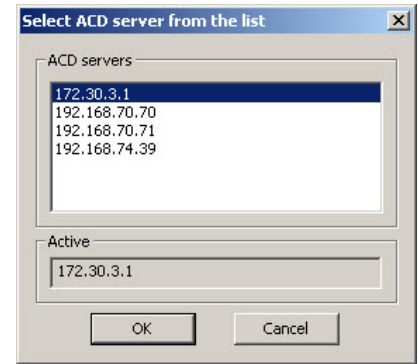 Select ACD server from the list
ACD servers
172.30.3.1
192.168.70.70
192.168.70.71
192.168.74.39
Active
172.30.3.1
OK Cancel